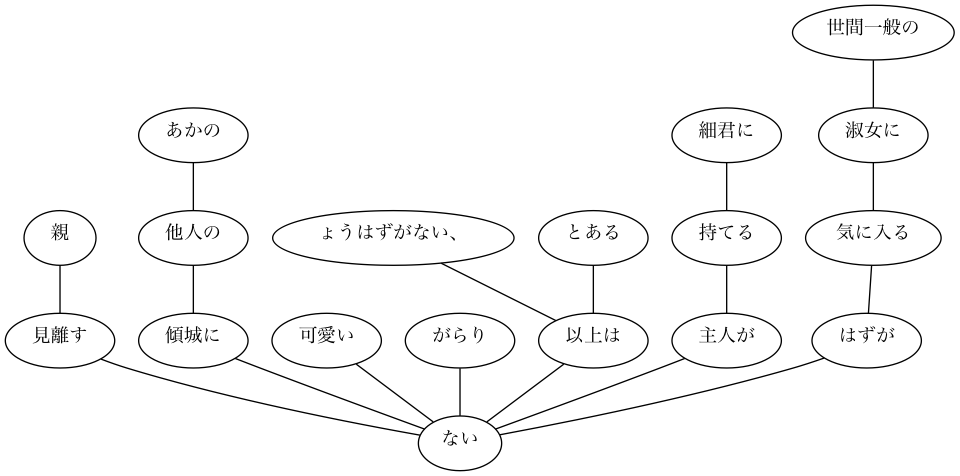 世間一般の
あかの
細君に
淑女に
親
他人の
ょうはずがない、
とある
持てる
気に入る
見離す
傾城に
可愛い
がらり
以上は
主人が
はずが
ない